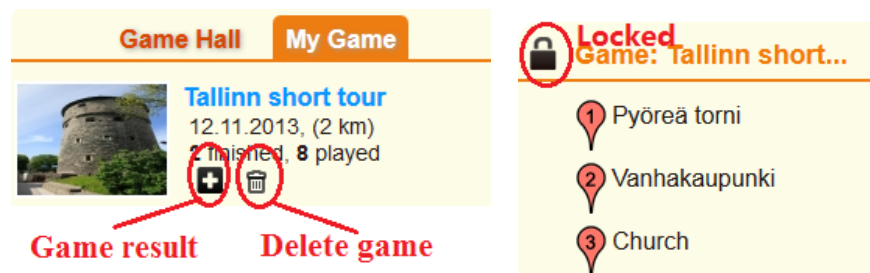 Game Hall
My Game
Tallinn short tour
12.11.2013, (2 km)
2 finished, 8 played
Game result
Delete game
Locked
Game: Tallinn short...
1 Pyöreä torni
2 Vanhakaupunki
3 Church